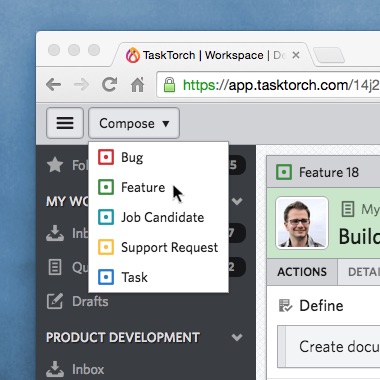 TaskTorch | Workspace | D
https://app.tasktorch.com/14j2
Compose ▼
Bug
Feature
Job Candidate
Support Request
Task
Fol 5
MY WO
Inb 7
Qu 2
Drafts
PRODUCT DEVELOPMENT
Inbox
Feature 18
My
Build
ACTIONS DETAI
Define
Create docu